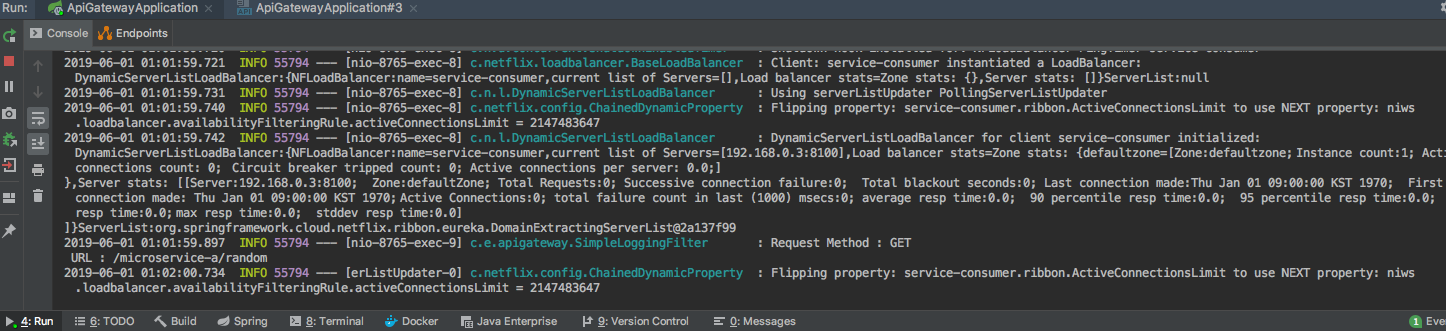 Run: ApiGatewayApplication × ApiGatewayApplication#3 ×
Console Endpoints
2019-06-01 01:01:59.721 INFO 55794 --- [nio-8765-exec-8] c.netflix.loadbalancer.BaseLoadBalancer : Client: service-consumer instantiated a LoadBalancer:
DynamicServerListLoadBalancer:{NFLoadBalancer:name=service-consumer,current list of Servers=[],Load balancer stats=Zone stats: {},Server stats: []}ServerList:null
2019-06-01 01:01:59.731 INFO 55794 --- [nio-8765-exec-8] c.n.l.DynamicServerListLoadBalancer : Using serverListUpdater PollingServerListUpdater
2019-06-01 01:01:59.740 INFO 55794 --- [nio-8765-exec-8] c.netflix.config.ChainedDynamicProperty : Flipping property: service-consumer.ribbon.ActiveConnectionsLimit to use NEXT property: niws
.loadbalancer.availabilityFilteringRule.activeConnectionsLimit = 2147483647
2019-06-01 01:01:59.742 INFO 55794 --- [nio-8765-exec-8] c.n.l.DynamicServerListLoadBalancer : DynamicServerListLoadBalancer for client service-consumer initialized:
DynamicServerListLoadBalancer:{NFLoadBalancer:name=service-consumer,current list of Servers=[192.168.0.3:8100],Load balancer stats=Zone stats: {defaultzone=[Zone:defaultzone; Instance count:1; Acti
connections count: 0; Circuit breaker tripped count: 0; Active connections per server: 0.0;]
},Server stats: [[Server:192.168.0.3:8100; Zone:defaultZone; Total Requests:0; Successive connection failure:0; Total blackout seconds:0; Last connection made:Thu Jan 01 09:00:00 KST 1970; First
connection made: Thu Jan 01 09:00:00 KST 1970; Active Connections:0; total failure count in last (1000) msecs:0; average resp time:0.0; 90 percentile resp time:0.0; 95 percentile resp time:0.0;
resp time:0.0; max resp time:0.0; stddev resp time:0.0]
]}ServerList:org.springframework.cloud.netflix.ribbon.eureka.DomainExtractingServerList@2a137f99
2019-06-01 01:01:59.897 INFO 55794 --- [nio-8765-exec-9] c.e.apigateway.SimpleLoggingFilter : Request Method : GET
URL : /microservice-a/random
2019-06-01 01:02:00.734 INFO 55794 --- [erListUpdater-0] c.netflix.config.ChainedDynamicProperty : Flipping property: service-consumer.ribbon.ActiveConnectionsLimit to use NEXT property: niws
.loadbalancer.availabilityFilteringRule.activeConnectionsLimit = 2147483647
4: Run 6: TODO Build Spring 8: Terminal Docker Java Enterprise 9: Version Control 0: Messages 1 Eve